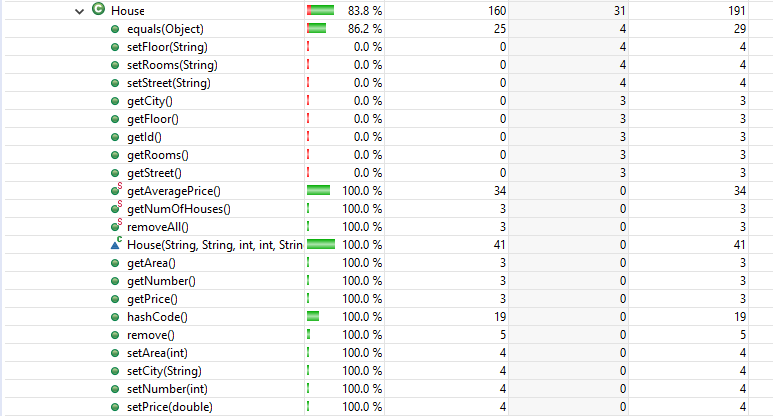 House 83.8 % 160 31 191
equals(Object) 86.2 % 25 4 29
setFloor(String) 0.0 % 0 4 4
setRooms(String) 0.0 % 0 4 4
setStreet(String) 0.0 % 0 4 4
getCity() 0.0 % 0 3 3
getFloor() 0.0 % 0 3 3
getId() 0.0 % 0 3 3
getRooms() 0.0 % 0 3 3
getStreet() 0.0 % 0 3 3
getAveragePrice() 100.0 % 34 0 34
getNumOfHouses() 100.0 % 3 0 3
removeAll() 100.0 % 3 0 3
House(String, String, int, int, Strin 100.0 % 41 0 41
getArea() 100.0 % 3 0 3
getNumber() 100.0 % 3 0 3
getPrice() 100.0 % 3 0 3
hashCode() 100.0 % 19 0 19
remove() 100.0 % 5 0 5
setArea(int) 100.0 % 4 0 4
setCity(String) 100.0 % 4 0 4
setNumber(int) 100.0 % 4 0 4
setPrice(double) 100.0 % 4 0 4